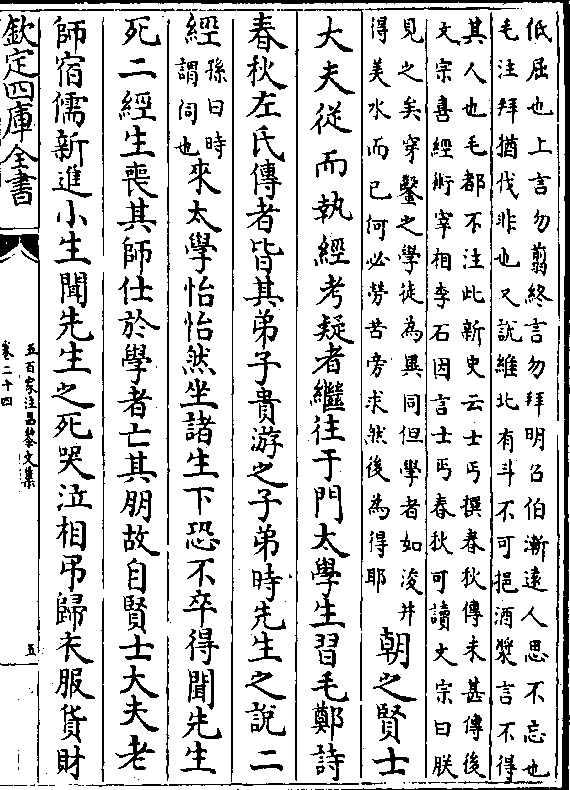 低屈也上言勿翦終言勿拜明召伯漸遠人思不忘也
毛注拜猶伐非也又説維北有斗不可挹酒漿言不得
其人也毛都不注此新史云士丐撰春秋傳未甚傳後
文宗喜經術宰相李石因言士丐春秋可讀文宗曰朕
見之矣穿鑿之學徒為異同但學者如浚井
得美水而已何必勞苦旁求然後為得耶
朝之賢士
大夫從而執經考疑者繼往于門太學生習毛鄭詩
春秋左氏傳者皆其弟子貴游之子弟時先生之説二
經孫曰時謂伺也來太學怡怡然坐諸生下恐不卒得聞先生
死二經生喪其師仕於學者亡其朋故自賢士大夫老
師宿儒新進小生聞先生之死哭泣相弔歸衣服貨財
欽定四庫全書
五百家注昌黎文集
卷二十四
五